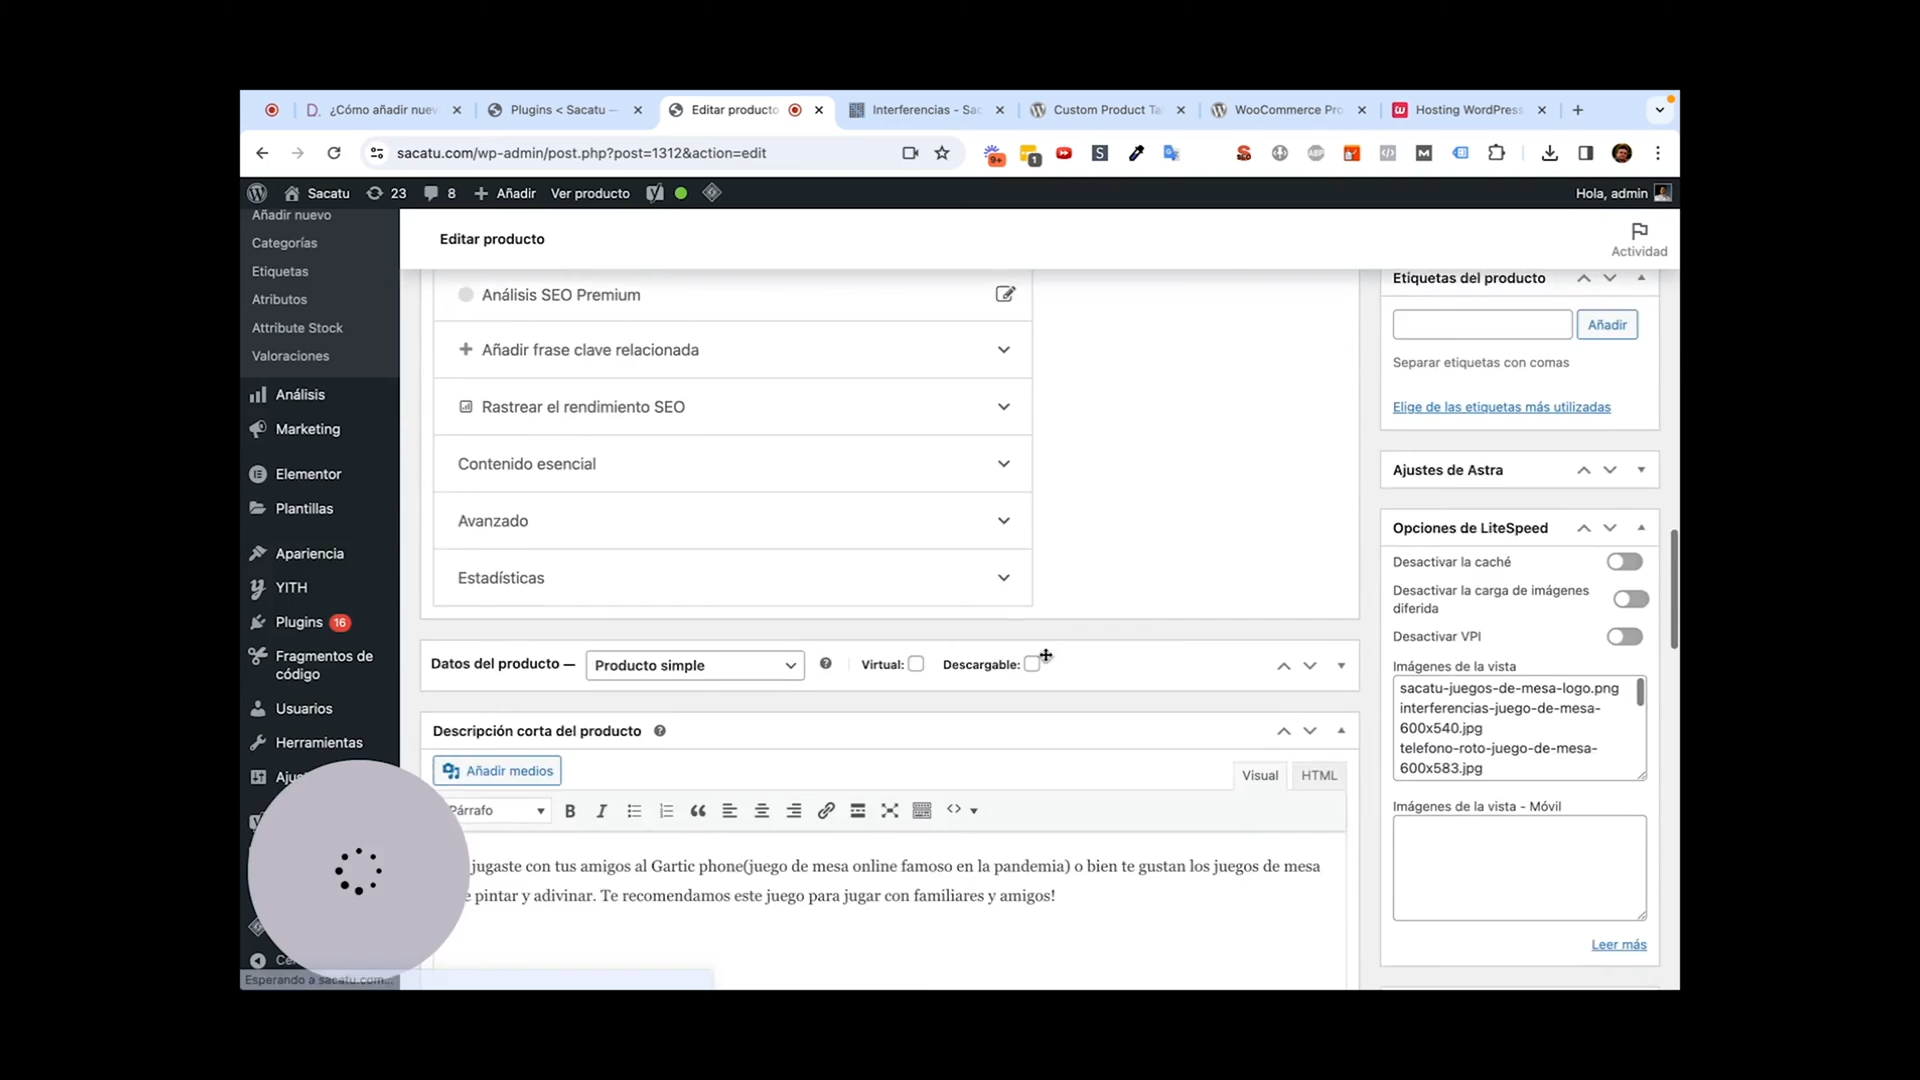 ¿Cómo añadir nuev
Plugins < Sacatu —
Editar producto
Interferencias - Sac
Custom Product Ta
WooCommerce Pro
Hosting WordPress
sacatu.com/wp-admin/post.php?post=1312&action=edit
9+
1
Sacatu
23
8
Añadir
Ver producto
Hola, admin
Añadir nuevo
Categorías
Etiquetas
Atributos
Attribute Stock
Valoraciones
Análisis
Marketing
Elementor
Plantillas
Apariencia
YITH
Plugins 16
Fragmentos de
código
Usuarios
Herramientas
Aju
Ce
Esperando a sacatu.com...
Editar producto
Actividad
Análisis SEO Premium
Añadir frase clave relacionada
Rastrear el rendimiento SEO
Contenido esencial
Avanzado
Estadísticas
Datos del producto —
Producto simple
Virtual:
Descargable:
Descripción corta del producto
Añadir medios
Visual
HTML
Párrafo
jugaste con tus amigos al Gartic phone(juego de mesa online famoso en la pandemia) o bien te gustan los juegos de mesa
e pintar y adivinar. Te recomendamos este juego para jugar con familiares y amigos!
Etiquetas del producto
Añadir
Separar etiquetas con comas
Elige de las etiquetas más utilizadas
Ajustes de Astra
Opciones de LiteSpeed
Desactivar la caché
Desactivar la carga de imágenes
diferida
Desactivar VPI
Imágenes de la vista
sacatu-juegos-de-mesa-logo.png
interferencias-juego-de-mesa-
600x540.jpg
telefono-roto-juego-de-mesa-
600x583.jpg
Imágenes de la vista - Móvil
Leer más